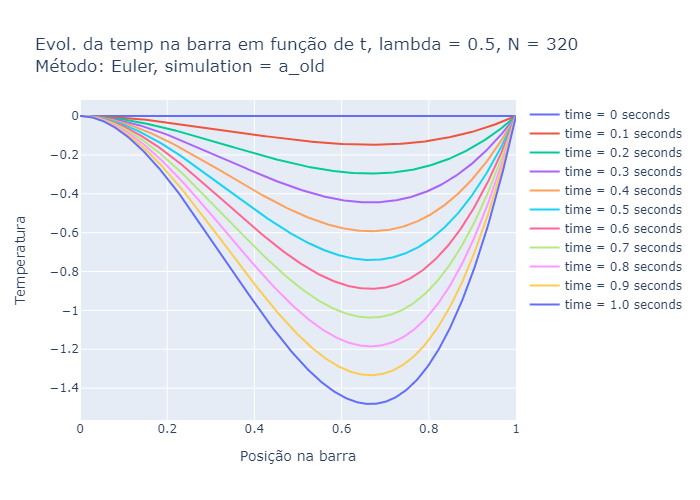 Evol. da temp na barra em função de t, lambda = 0.5, N = 320
Método: Euler, simulation = a_old
0
−0.2
−0.4
−0.6
−0.8
−1
−1.2
−1.4
Temperatura
0
0.2
0.4
0.6
0.8
1
Posição na barra
time = 0 seconds
time = 0.1 seconds
time = 0.2 seconds
time = 0.3 seconds
time = 0.4 seconds
time = 0.5 seconds
time = 0.6 seconds
time = 0.7 seconds
time = 0.8 seconds
time = 0.9 seconds
time = 1.0 seconds